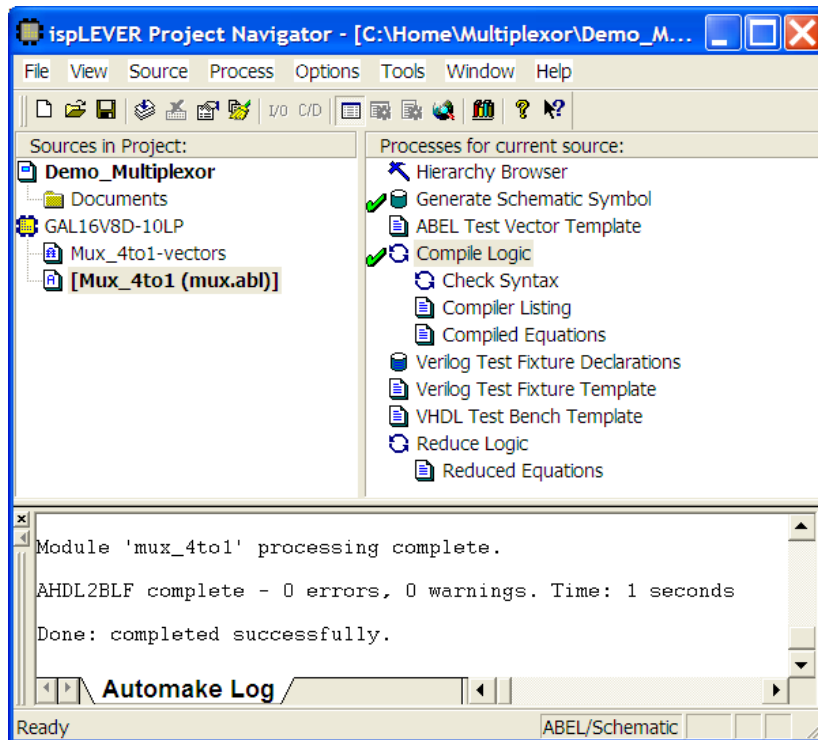 ispLEVER Project Navigator - [C:\Home\Multiplexor\Demo_M...
File View Source Process Options Tools Window Help
I/O C/D
Sources in Project:
Demo_Multiplexor
Documents
GAL16V8D-10LP
Mux_4to1-vectors
[Mux_4to1 (mux.abl)]
Processes for current source:
Hierarchy Browser
Generate Schematic Symbol
ABEL Test Vector Template
Compile Logic
Check Syntax
Compiler Listing
Compiled Equations
Verilog Test Fixture Declarations
Verilog Test Fixture Template
VHDL Test Bench Template
Reduce Logic
Reduced Equations
Module 'mux_4to1' processing complete.
AHDL2BLF complete - 0 errors, 0 warnings. Time: 1 seconds
Done: completed successfully.
Automake Log
Ready
ABEL/Schematic